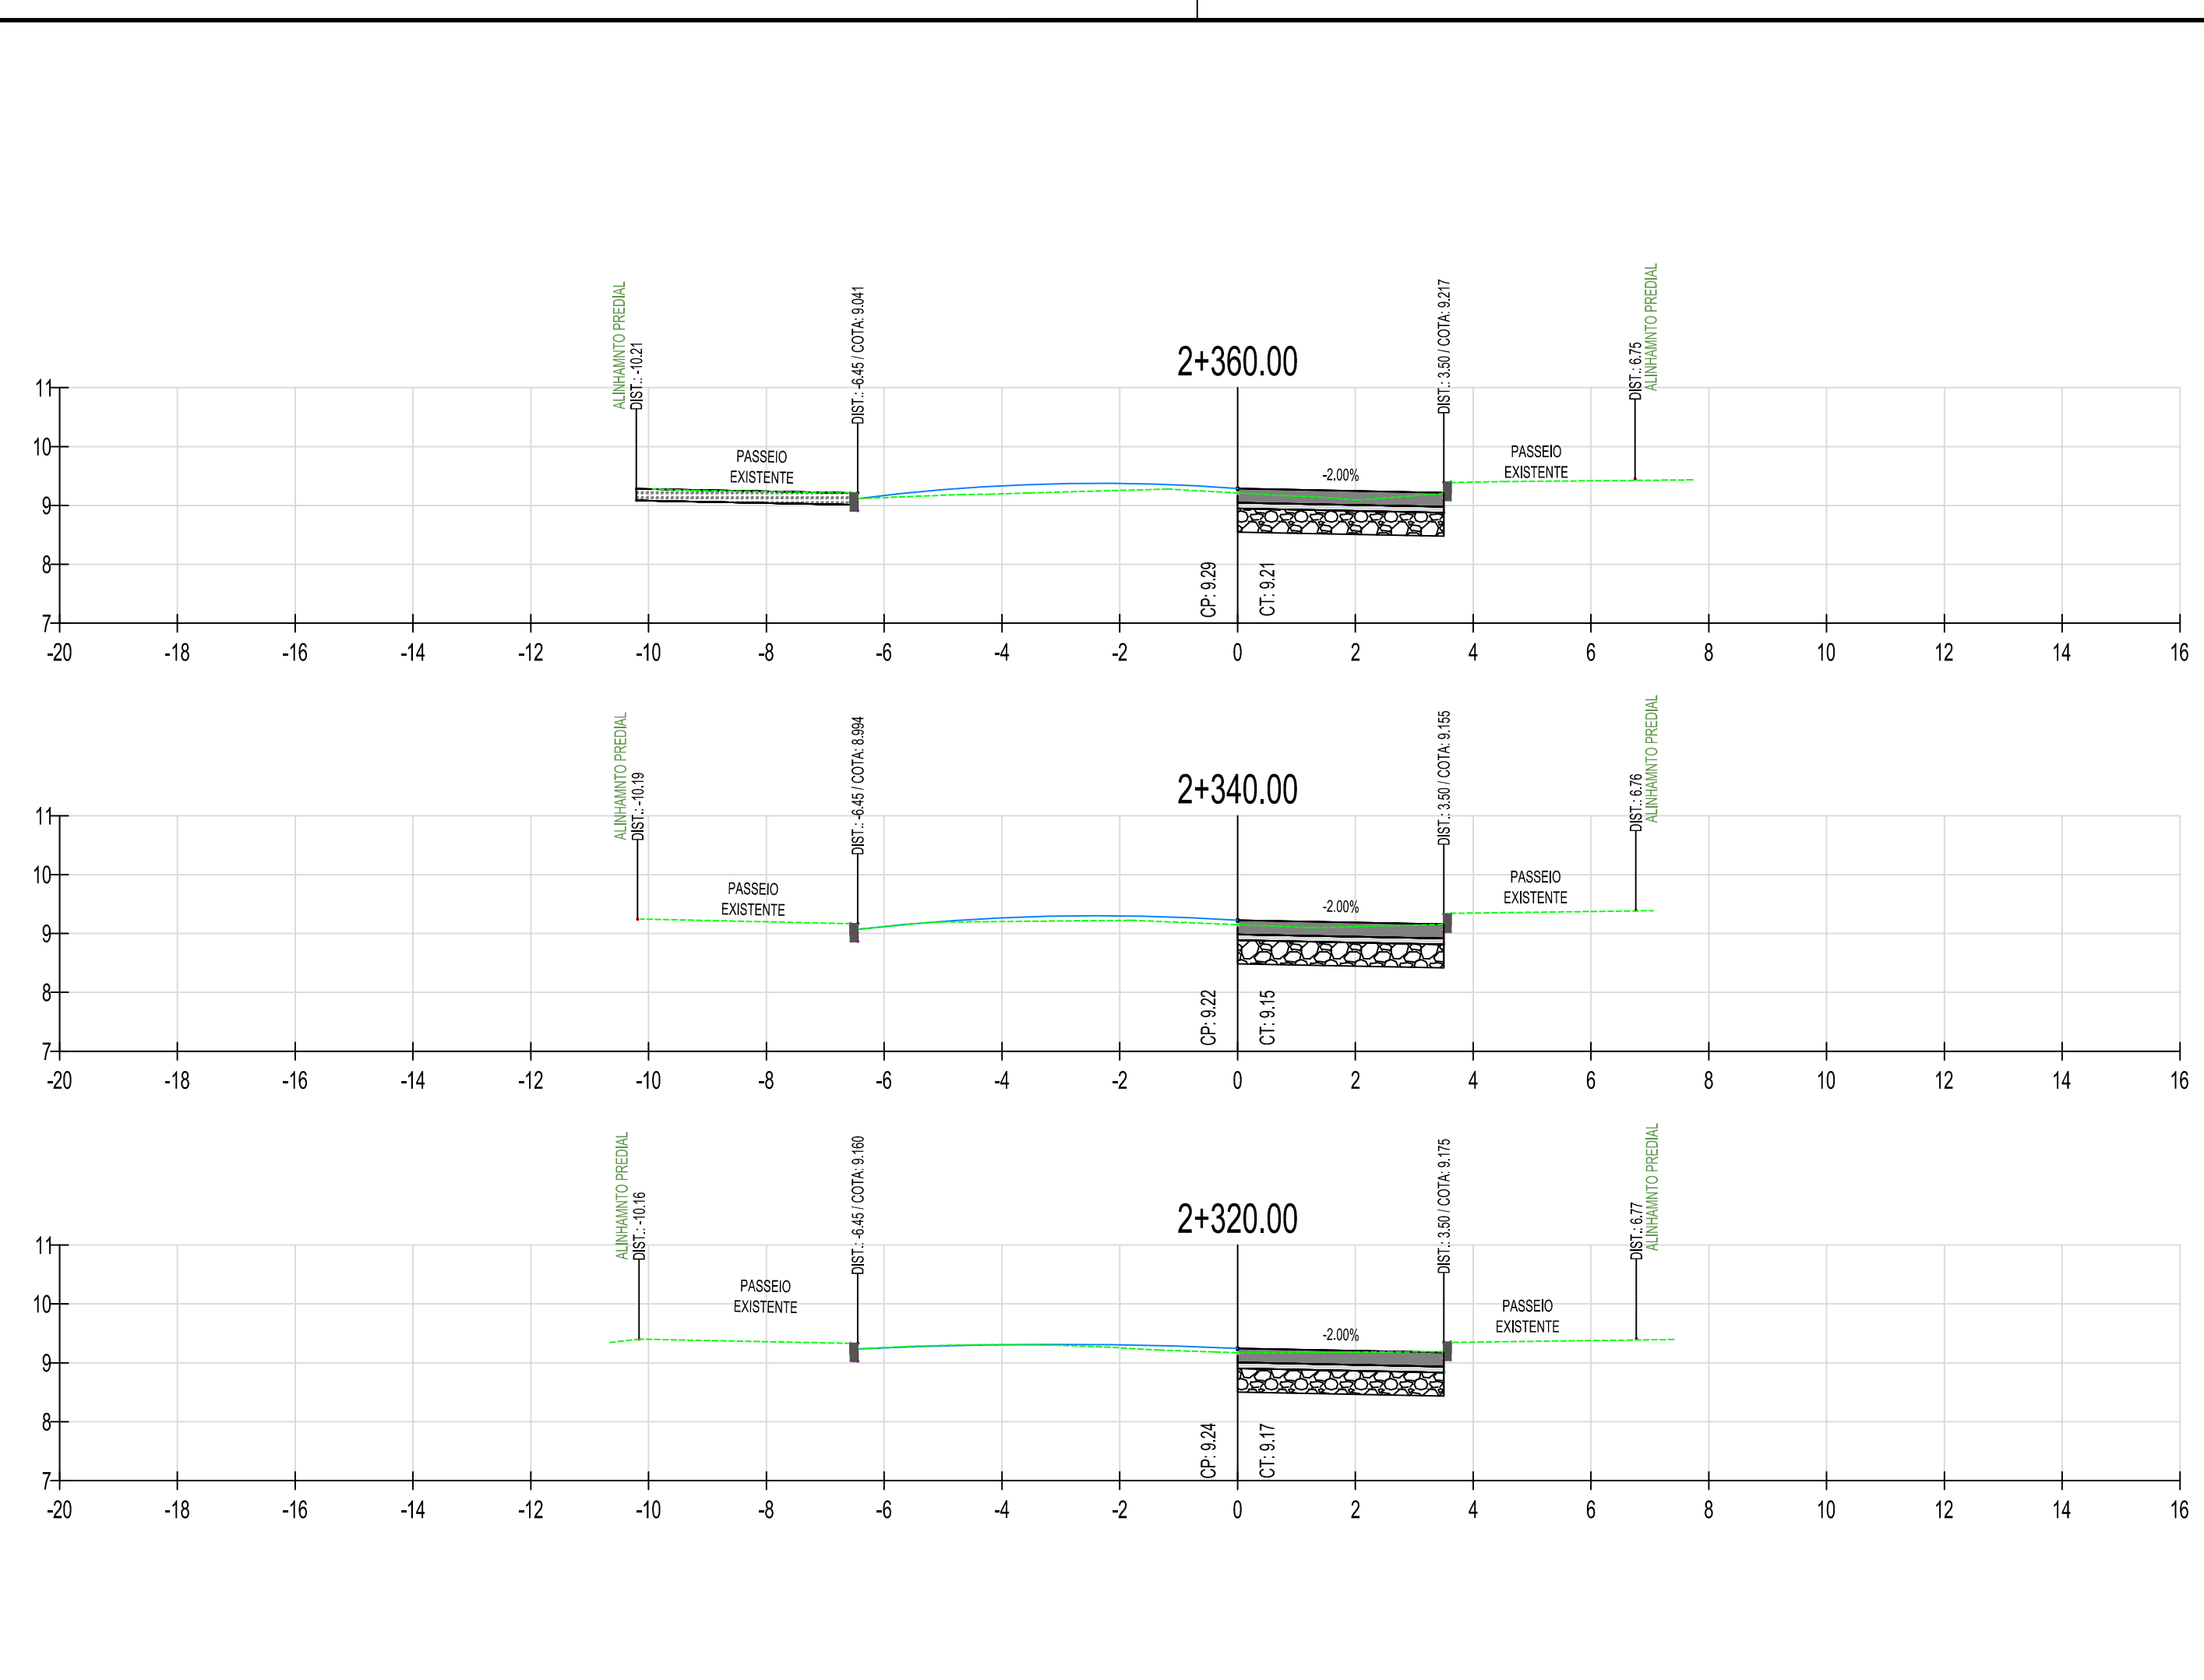 ALINHAMNTO PREDIAL
DIST.: -10.21
DIST.: -6.45 / COTA: 9.041
2+360.00
DIST.: 3.50 / COTA: 9.217
DIST.: 6.75
ALINHAMNTO PREDIAL
PASSEIO
EXISTENTE
-2.00%
PASSEIO
EXISTENTE
11
10
9
8
7
CP: 9.29
CT: 9.21
-20 -18 -16 -14 -12 -10 -8 -6 -4 -2 0 2 4 6 8 10 12 14 16
ALINHAMNTO PREDIAL
DIST.: -10.19
DIST.: -6.45 / COTA: 8.994
2+340.00
DIST.: 3.50 / COTA: 9.155
DIST.: 6.76
ALINHAMNTO PREDIAL
PASSEIO
EXISTENTE
-2.00%
PASSEIO
EXISTENTE
11
10
9
8
7
CP: 9.22
CT: 9.15
-20 -18 -16 -14 -12 -10 -8 -6 -4 -2 0 2 4 6 8 10 12 14 16
ALINHAMNTO PREDIAL
DIST.: -10.16
DIST.: -6.45 / COTA: 9.160
2+320.00
DIST.: 3.50 / COTA: 9.175
DIST.: 6.77
ALINHAMNTO PREDIAL
PASSEIO
EXISTENTE
-2.00%
PASSEIO
EXISTENTE
11
10
9
8
7
CP: 9.24
CT: 9.17
-20 -18 -16 -14 -12 -10 -8 -6 -4 -2 0 2 4 6 8 10 12 14 16